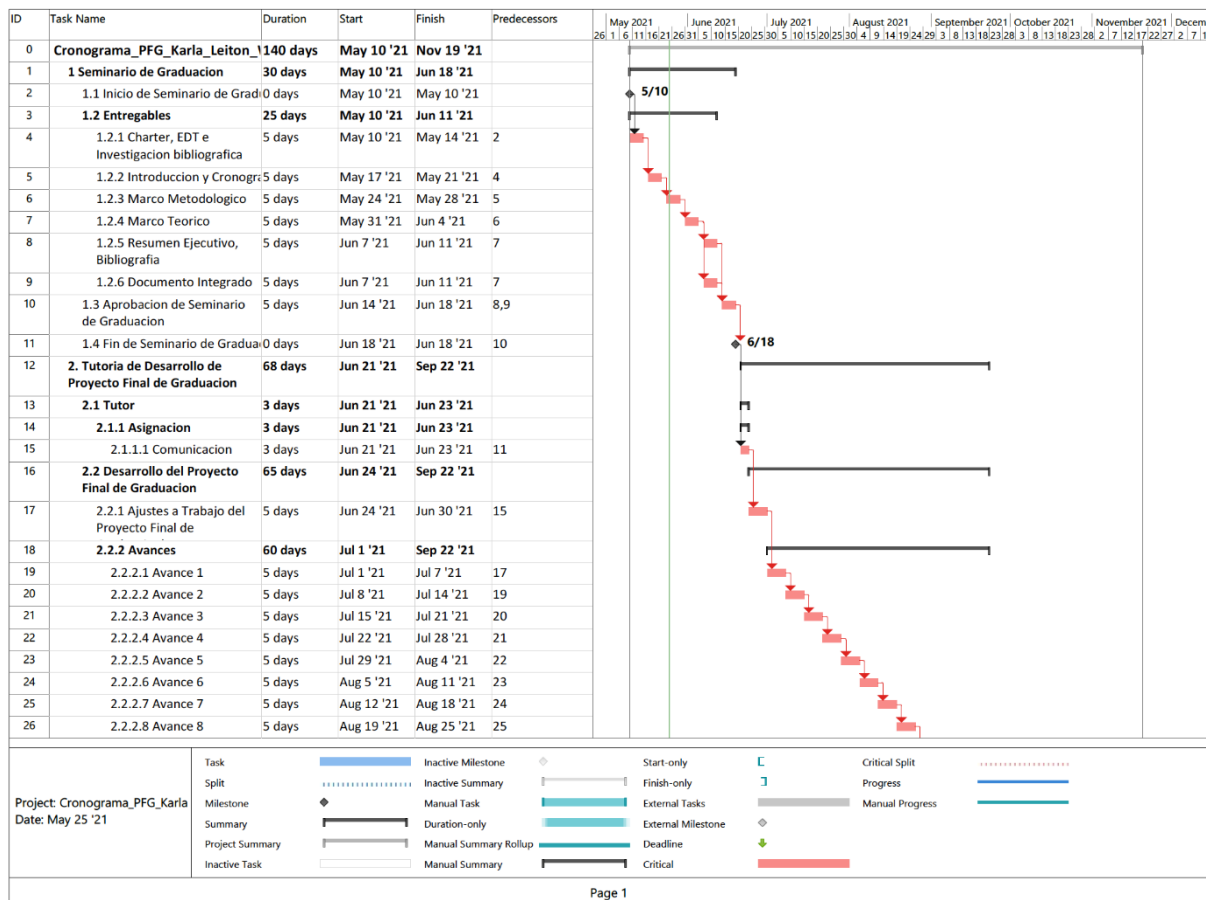 ID Task Name Duration Start Finish Predecessors
May 2021 June 2021 July 2021 August 2021 September 2021 October 2021 November 2021 Decem
26 1 6 11 16 21 26 31 5 10 15 20 25 30 5 10 15 20 25 30 4 9 14 19 24 29 3 8 13 18 23 28 3 8 13 18 23 28 2 7 12 17 22 27 2 7 1
0 Cronograma_PFG_Karla_Leiton_ 140 days May 10 '21 Nov 19 '21
1 1 Seminario de Graduacion 30 days May 10 '21 Jun 18 '21
2 1.1 Inicio de Seminario de Grad 0 days May 10 '21 May 10 '21 5/10
3 1.2 Entregables 25 days May 10 '21 Jun 11 '21
4 1.2.1 Charter, EDT e 5 days May 10 '21 May 14 '21 2
Investigacion bibliografica
5 1.2.2 Introduccion y Cronogra 5 days May 17 '21 May 21 '21 4
6 1.2.3 Marco Metodologico 5 days May 24 '21 May 28 '21 5
7 1.2.4 Marco Teorico 5 days May 31 '21 Jun 4 '21 6
8 1.2.5 Resumen Ejecutivo, 5 days Jun 7 '21 Jun 11 '21 7
Bibliografia
9 1.2.6 Documento Integrado 5 days Jun 7 '21 Jun 11 '21 7
10 1.3 Aprobacion de Seminario 5 days Jun 14 '21 Jun 18 '21 8,9
de Graduacion
11 1.4 Fin de Seminario de Gradua 0 days Jun 18 '21 Jun 18 '21 10 6/18
12 2. Tutoria de Desarrollo de 68 days Jun 21 '21 Sep 22 '21
Proyecto Final de Graduacion
13 2.1 Tutor 3 days Jun 21 '21 Jun 23 '21
14 2.1.1 Asignacion 3 days Jun 21 '21 Jun 23 '21
15 2.1.1.1 Comunicacion 3 days Jun 21 '21 Jun 23 '21 11
16 2.2 Desarrollo del Proyecto 65 days Jun 24 '21 Sep 22 '21
Final de Graduacion
17 2.2.1 Ajustes a Trabajo del 5 days Jun 24 '21 Jun 30 '21 15
Proyecto Final de
18 2.2.2 Avances 60 days Jul 1 '21 Sep 22 '21
19 2.2.2.1 Avance 1 5 days Jul 1 '21 Jul 7 '21 17
20 2.2.2.2 Avance 2 5 days Jul 8 '21 Jul 14 '21 19
21 2.2.2.3 Avance 3 5 days Jul 15 '21 Jul 21 '21 20
22 2.2.2.4 Avance 4 5 days Jul 22 '21 Jul 28 '21 21
23 2.2.2.5 Avance 5 5 days Jul 29 '21 Aug 4 '21 22
24 2.2.2.6 Avance 6 5 days Aug 5 '21 Aug 11 '21 23
25 2.2.2.7 Avance 7 5 days Aug 12 '21 Aug 18 '21 24
26 2.2.2.8 Avance 8 5 days Aug 19 '21 Aug 25 '21 25
Project: Cronograma_PFG_Karla
Date: May 25 '21
Task Inactive Milestone Start-only Critical Split
Split Inactive Summary Finish-only Progress
Milestone Manual Task External Tasks Manual Progress
Summary Duration-only External Milestone
Project Summary Manual Summary Rollup Deadline
Inactive Task Manual Summary Critical
Page 1